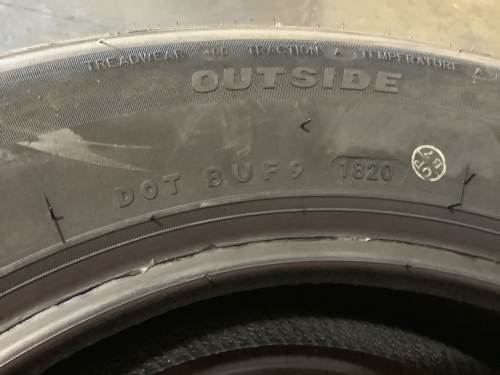 TREADWEAR 400 TRACTION A TEMPERATURE A
OUTSIDE
DOT BUF9 1820